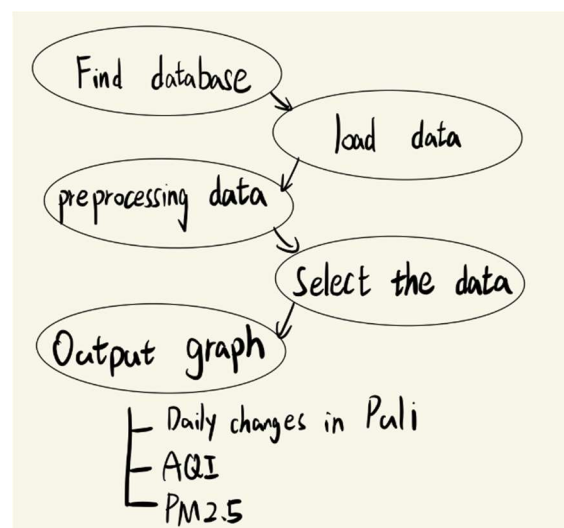 Find database
load data
preprocessing data
Select the data
Output graph
Daily changes in Puli
AQI
PM2.5